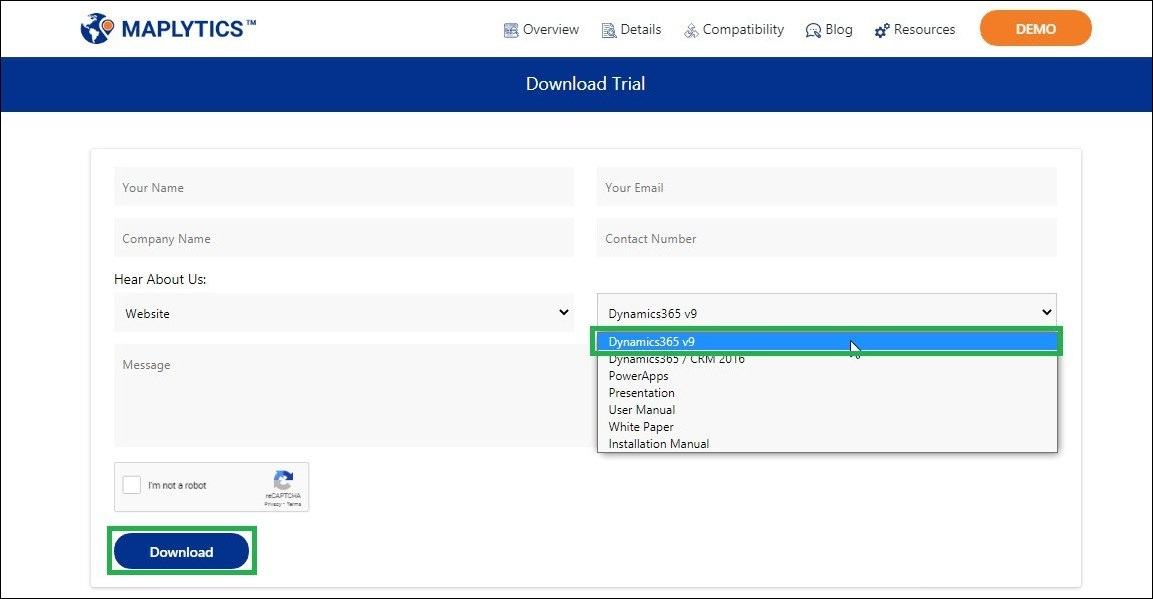 MAPLYTICS™
Overview
Details
Compatibility
Blog
Resources
DEMO
Download Trial
Your Name
Your Email
Company Name
Contact Number
Hear About Us:
Website
Dynamics365 v9
Dynamics365 v9
Dynamics365 / CRM 2016
PowerApps
Presentation
User Manual
White Paper
Installation Manual
Message
I'm not a robot
reCAPTCHA
Privacy - Terms
Download